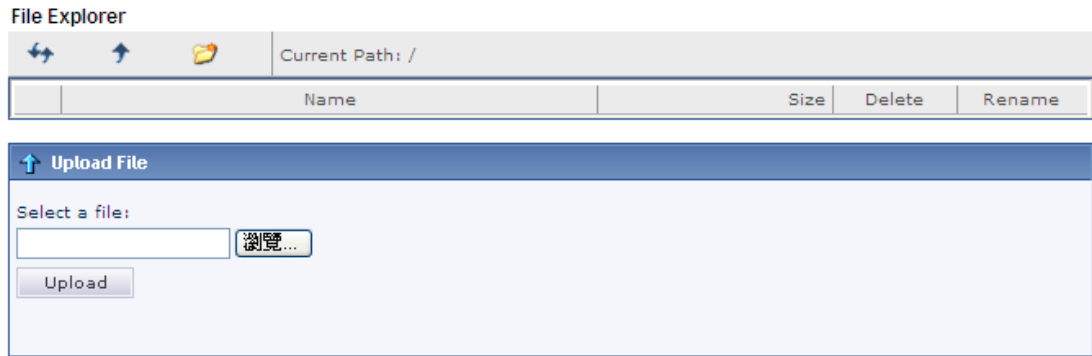 File Explorer
Current Path: /
Name Size Delete Rename
Upload File
Select a file:
瀏覽...
Upload